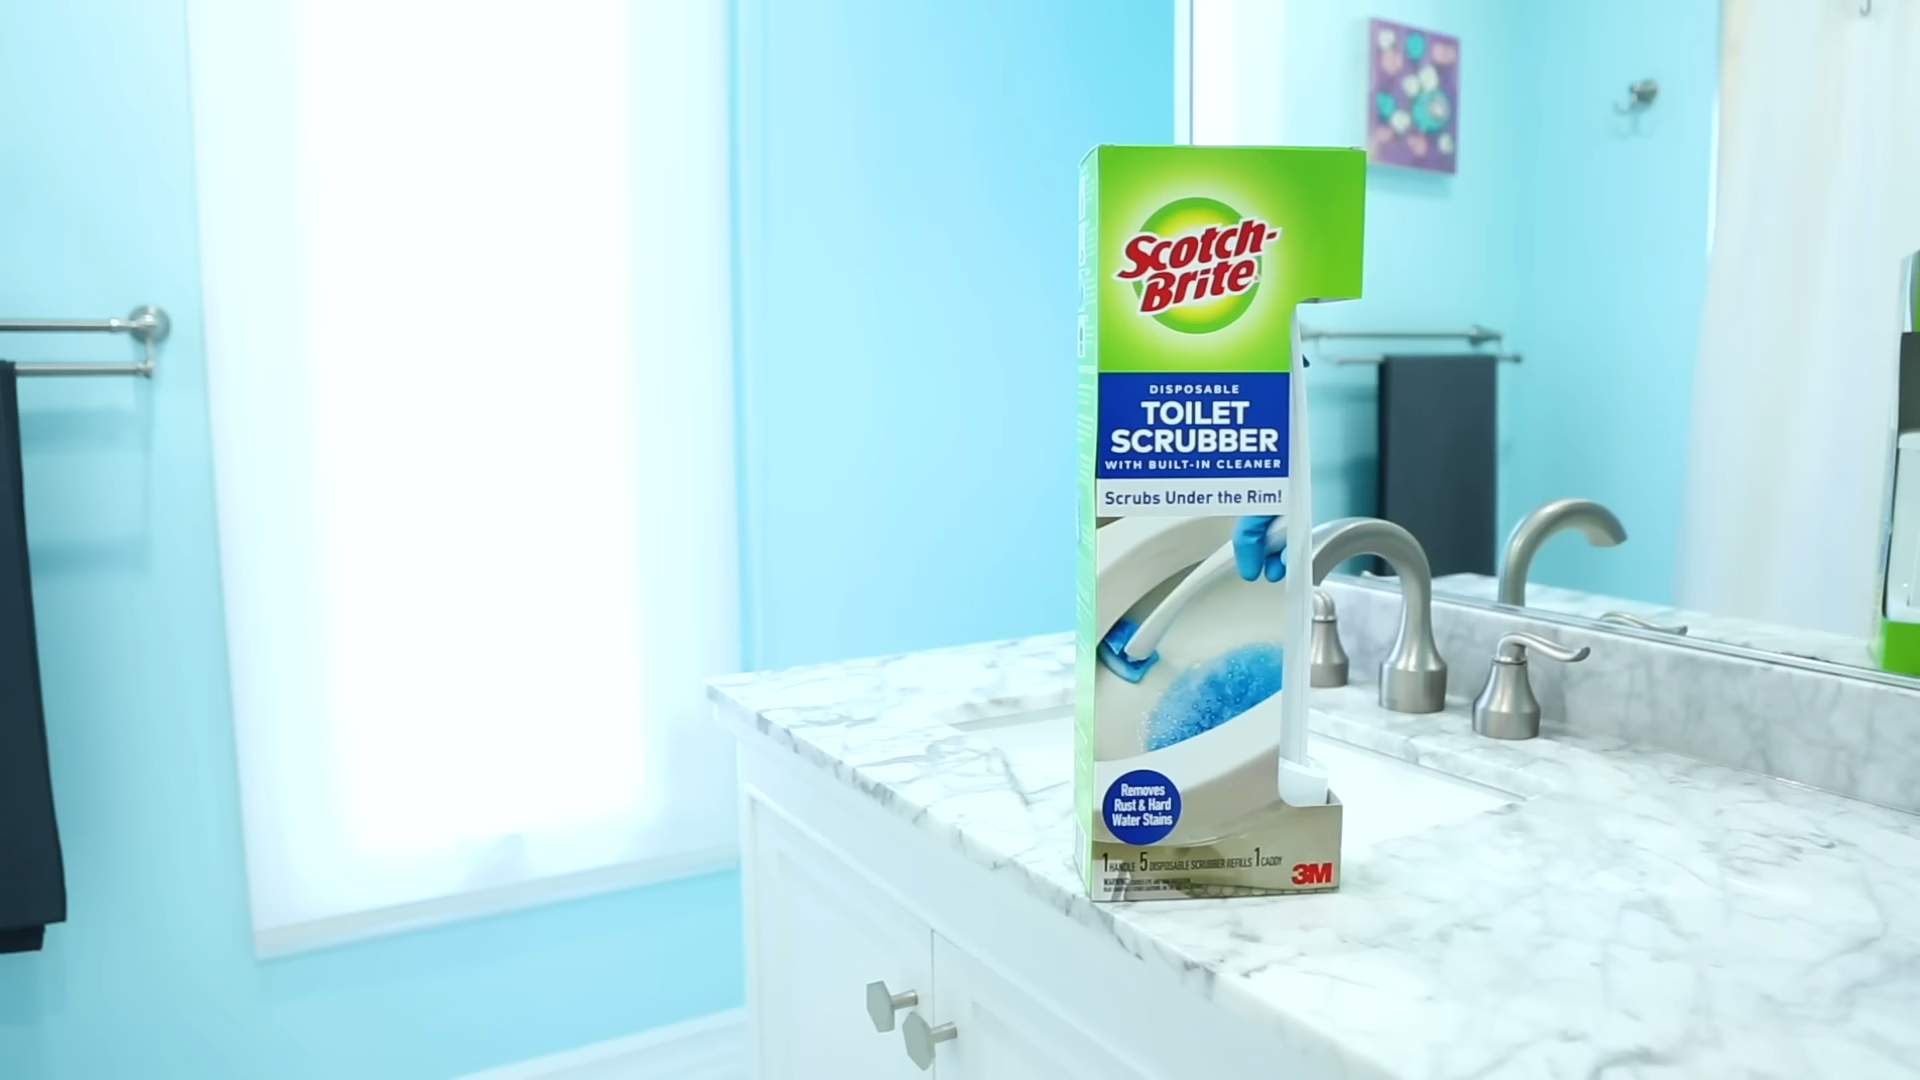 Scotch-
Brite
DISPOSABLE
TOILET
SCRUBBER
WITH BUILT-IN CLEANER
Scrubs Under the Rim!
Removes
Rust & Hard
Water Stains
1 HANDLE 5 DISPOSABLE SCRUBBER REFILLS 1 CADDY
3M